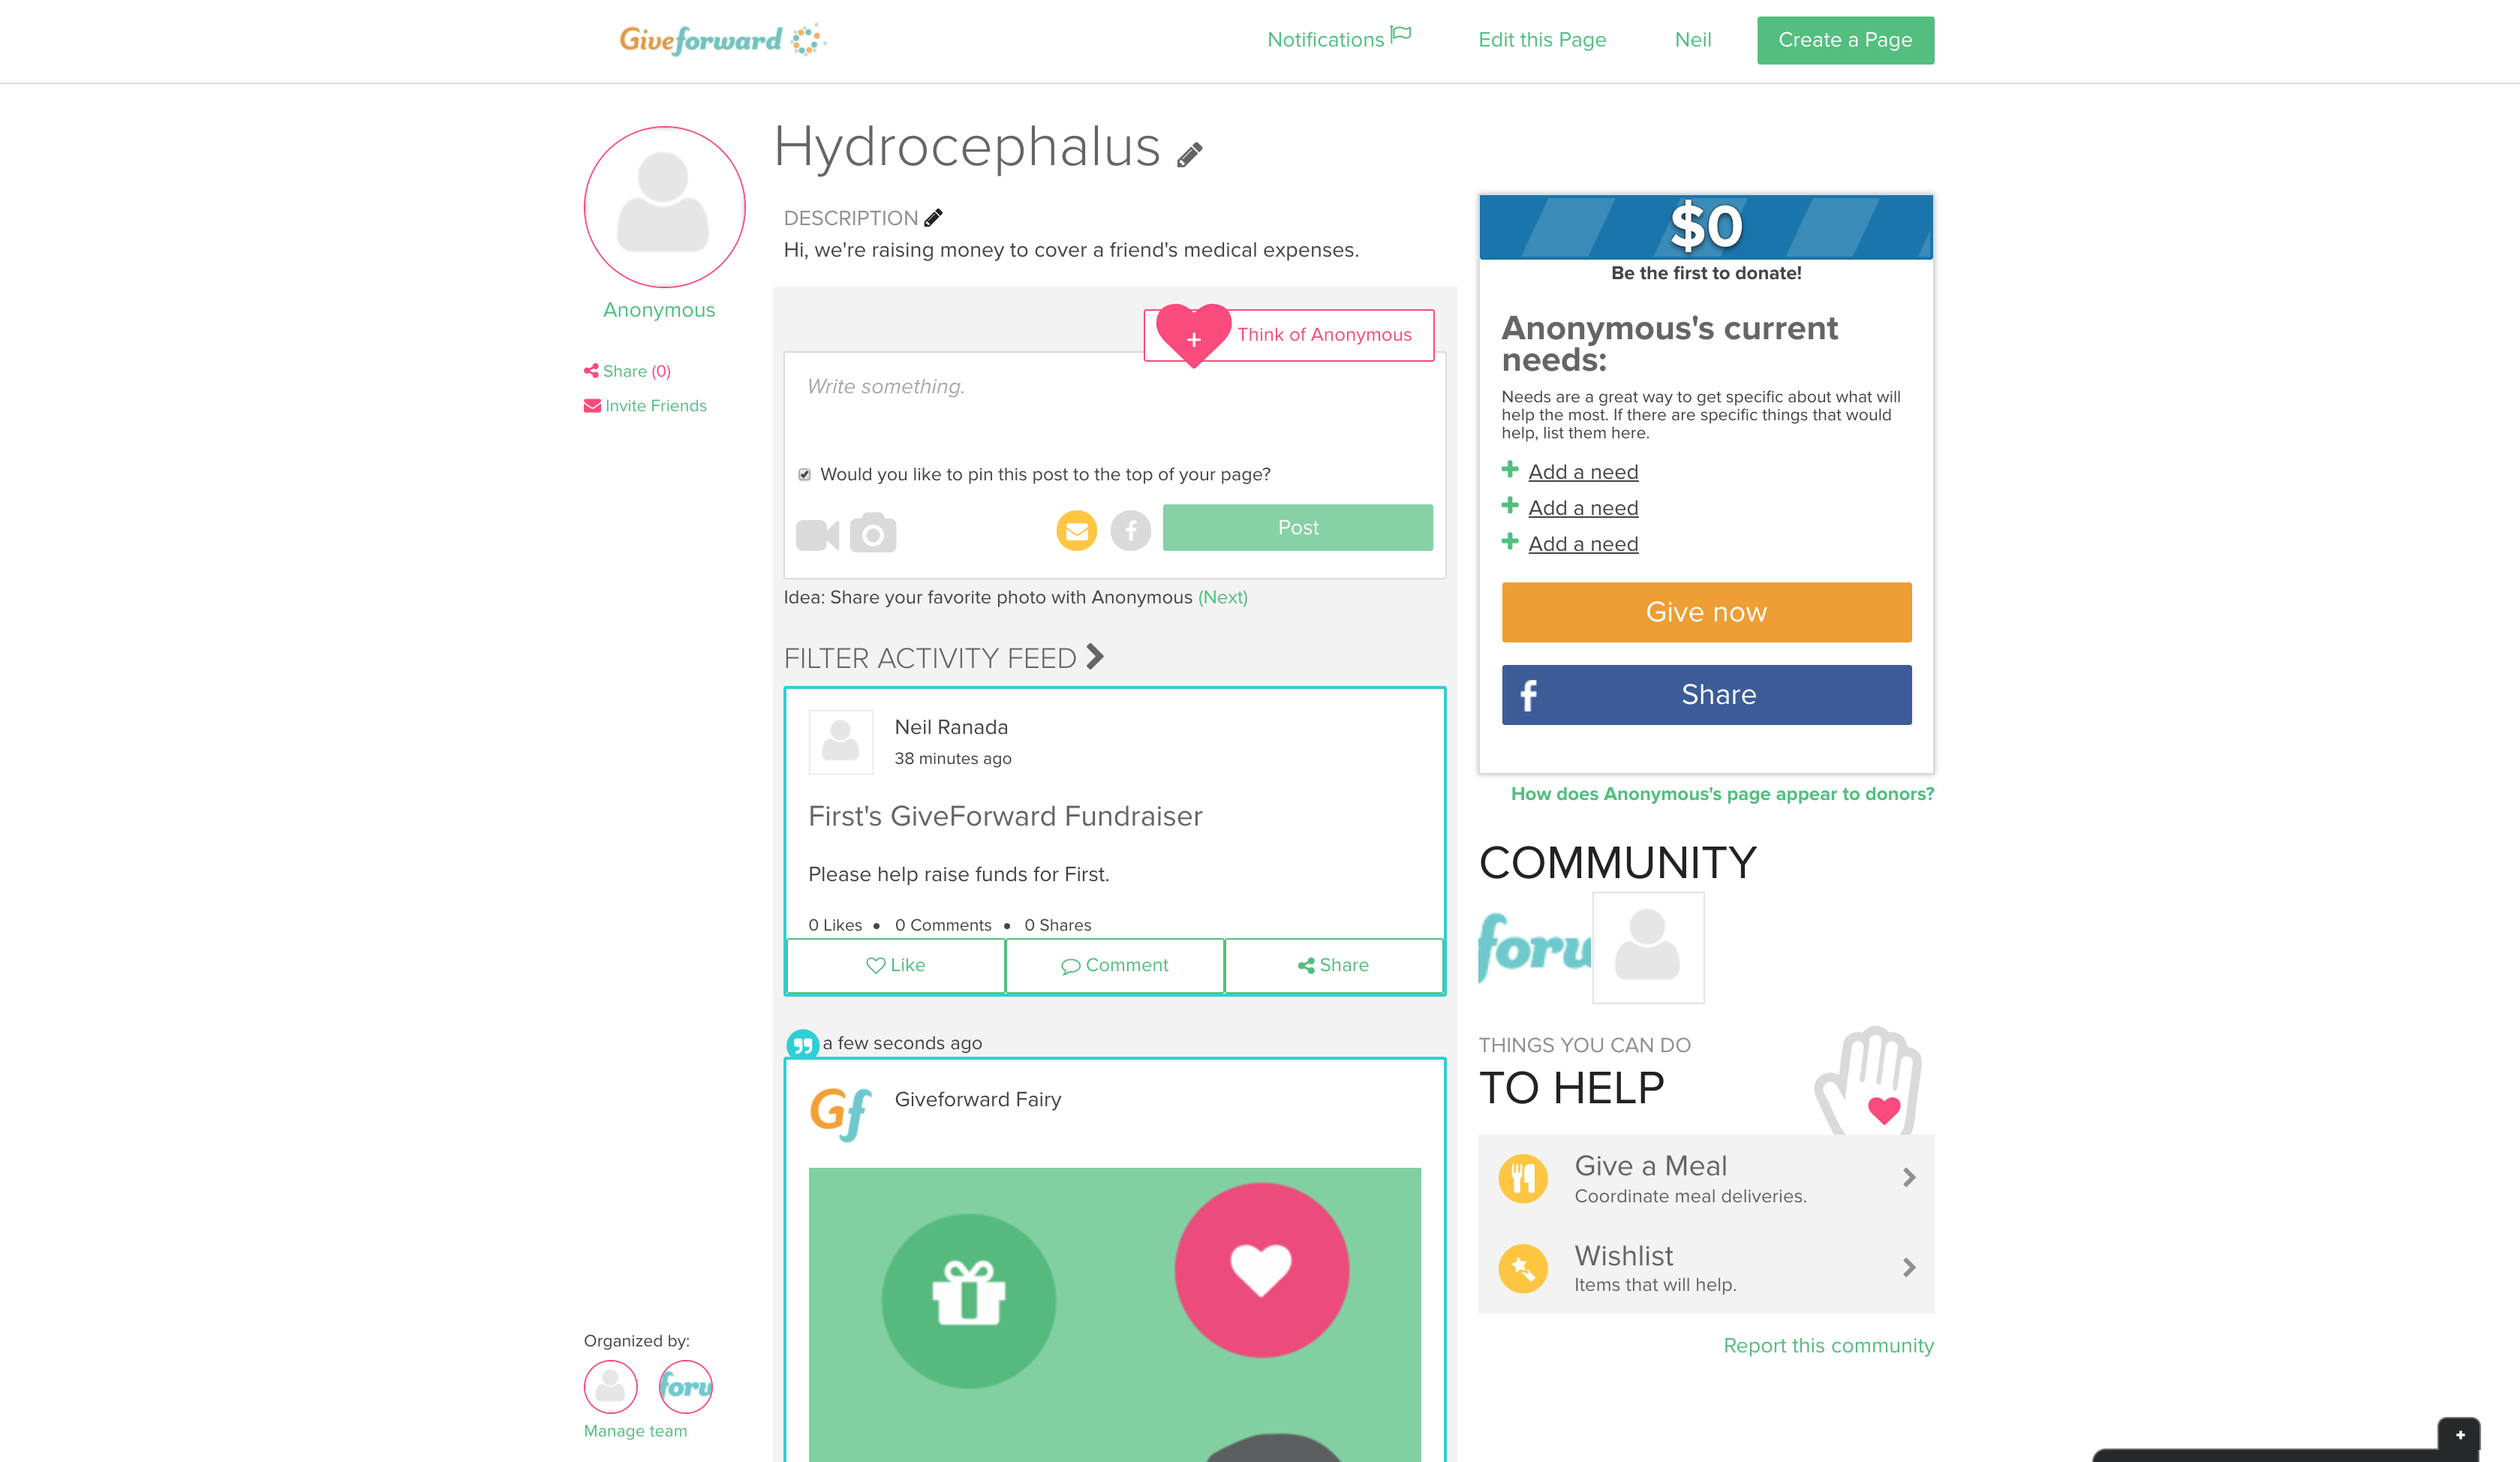 Giveforward
Notifications
Edit this Page
Neil
Create a Page
Hydrocephalus
DESCRIPTION
Hi, we're raising money to cover a friend's medical expenses.
Anonymous
Share (0)
Invite Friends
Think of Anonymous
Write something.
Would you like to pin this post to the top of your page?
f
Post
Idea: Share your favorite photo with Anonymous (Next)
FILTER ACTIVITY FEED
Neil Ranada
38 minutes ago
First's GiveForward Fundraiser
Please help raise funds for First.
0 Likes • 0 Comments • 0 Shares
Like
Comment
Share
a few seconds ago
Gf
Giveforward Fairy
Organized by:
forw
Manage team
$0
Be the first to donate!
Anonymous's current
needs:
Needs are a great way to get specific about what will
help the most. If there are specific things that would
help, list them here.
+ Add a need
+ Add a need
+ Add a need
Give now
f Share
How does Anonymous's page appear to donors?
COMMUNITY
forw
THINGS YOU CAN DO
TO HELP
Give a Meal
Coordinate meal deliveries.
Wishlist
Items that will help.
Report this community
+